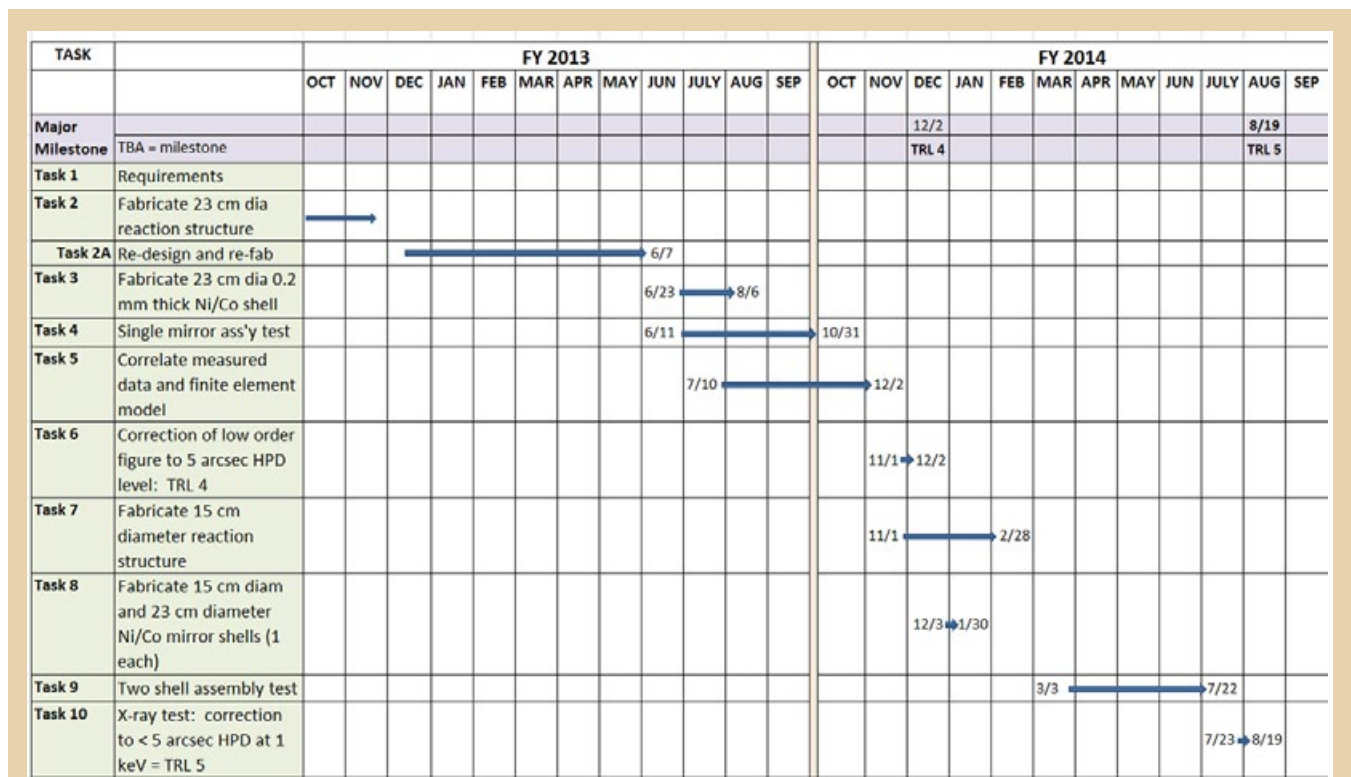 TASK FY 2013 FY 2014
OCT NOV DEC JAN FEB MAR APR MAY JUN JULY AUG SEP OCT NOV DEC JAN FEB MAR APR MAY JUN JULY AUG SEP
Major 12/2 8/19
Milestone TBA = milestone TRL 4 TRL 5
Task 1 Requirements
Task 2 Fabricate 23 cm dia
reaction structure
Task 2A Re-design and re-fab 6/7
Task 3 Fabricate 23 cm dia 0.2
mm thick Ni/Co shell 6/23 8/6
Task 4 Single mirror ass'y test 6/11 10/31
Task 5 Correlate measured
data and finite element 7/10 12/2
model
Task 6 Correction of low order
figure to 5 arcsec HPD 11/1 12/2
level: TRL 4
Task 7 Fabricate 15 cm
diameter reaction 11/1 2/28
structure
Task 8 Fabricate 15 cm diam
and 23 cm diameter
Ni/Co mirror shells (1 12/3 1/30
each)
Task 9 Two shell assembly test 3/3 7/22
Task 10 X-ray test: correction
to < 5 arcsec HPD at 1 7/23 8/19
keV = TRL 5